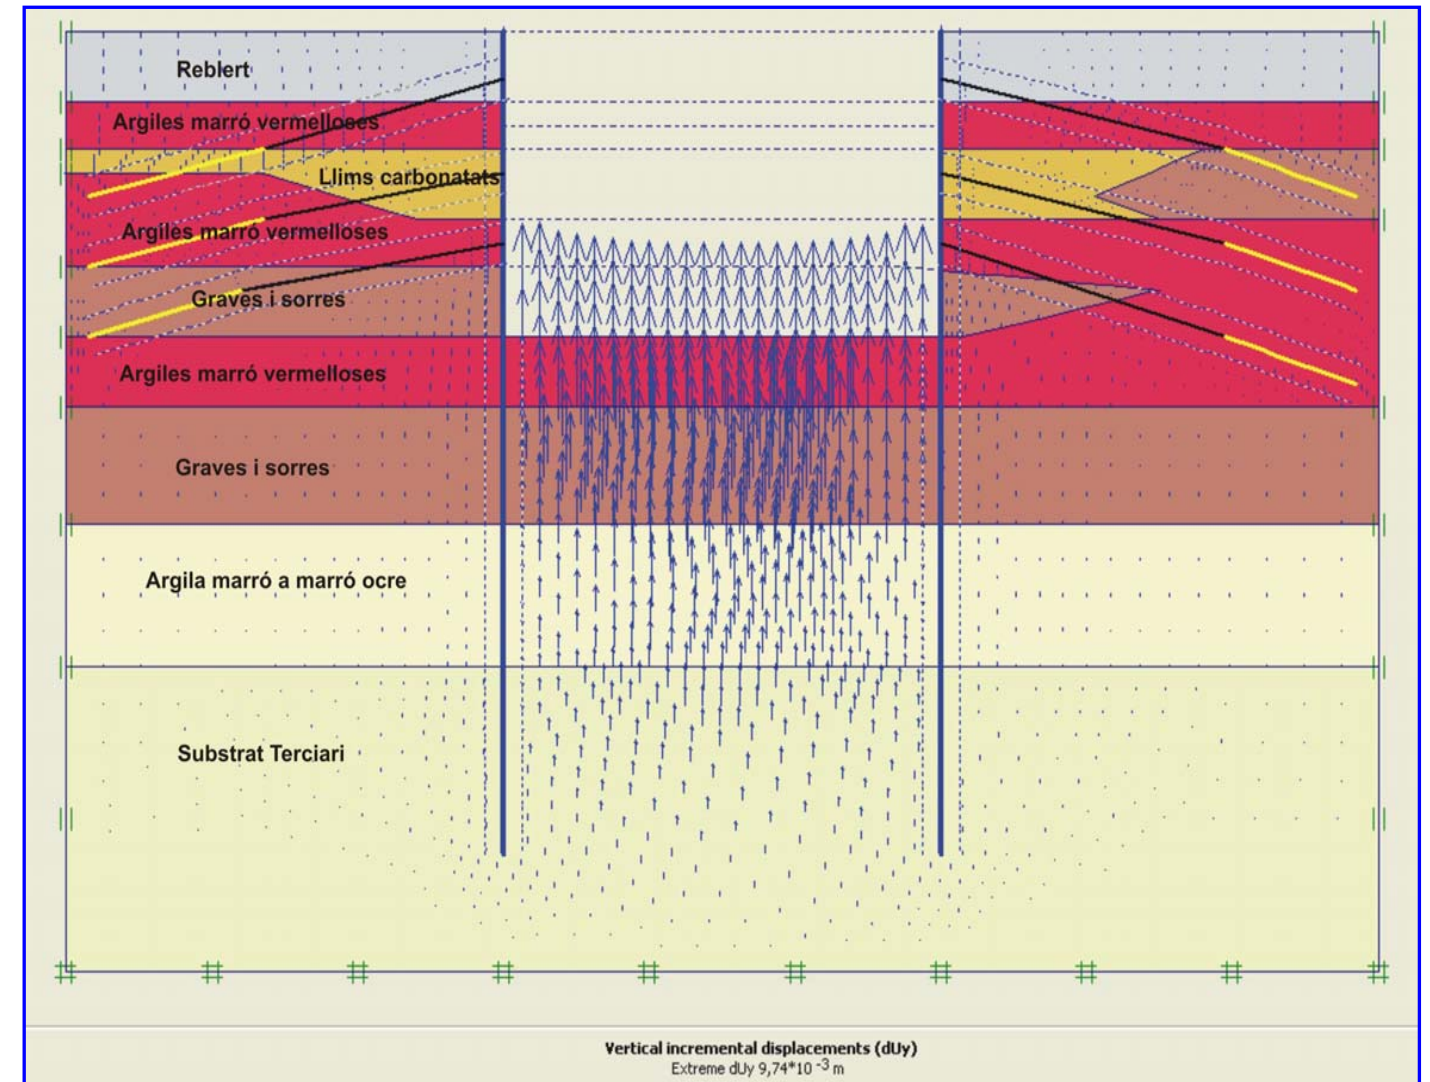 Reblert
Argiles marró vermelloses
Llims carbonatats
Argiles marró vermelloses
Graves i sorres
Argiles marró vermelloses
Graves i sorres
Argila marró a marró ocre
Substrat Terciari
Vertical incremental displacements (dUy)
Extreme dUy 9,74*10 -3 m